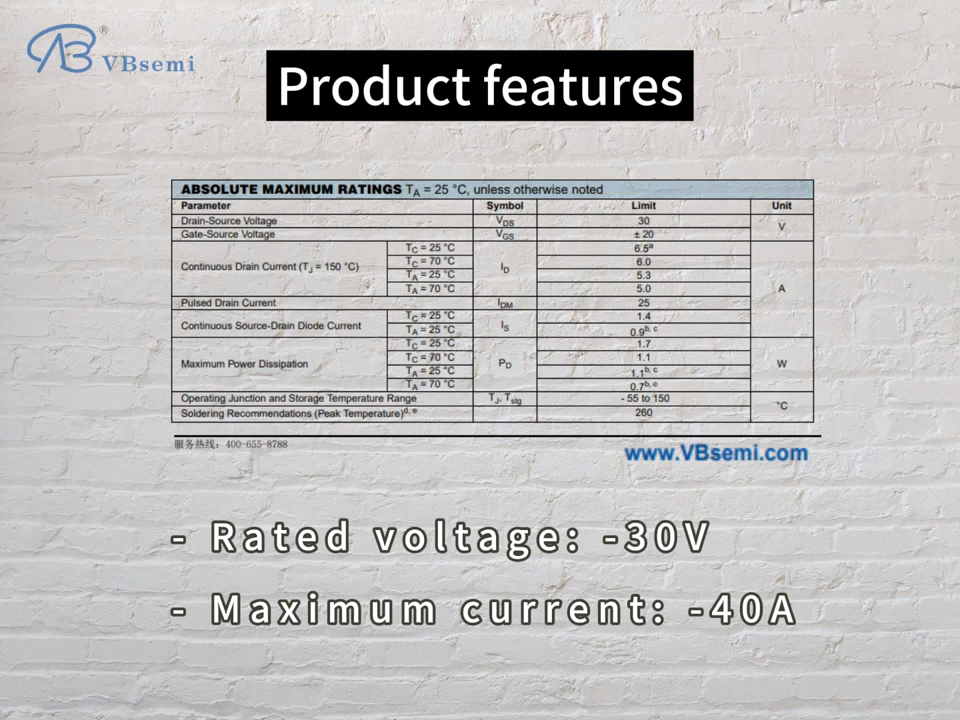 VBsemi®
Product features
ABSOLUTE MAXIMUM RATINGS TA = 25 °C, unless otherwise noted
Parameter Symbol Limit Unit
Drain-Source Voltage VDS 30 V
Gate-Source Voltage VGS ± 20
Continuous Drain Current (TJ = 150 °C) TC = 25 °C ID 6.5a A
TC = 70 °C 6.0
TA = 25 °C 5.3
TA = 70 °C 5.0
Pulsed Drain Current IDM 25
Continuous Source-Drain Diode Current TC = 25 °C IS 1.4
TA = 25 °C 0.9b, c
Maximum Power Dissipation TC = 25 °C PD 1.7 W
TC = 70 °C 1.1
TA = 25 °C 1.1b, c
TA = 70 °C 0.7b, c
Operating Junction and Storage Temperature Range TJ, Tstg - 55 to 150 °C
Soldering Recommendations (Peak Temperature)d, e 260
服务热线: 400-655-8788
www.VBsemi.com
- Rated voltage: -30V
- Maximum current: -40A